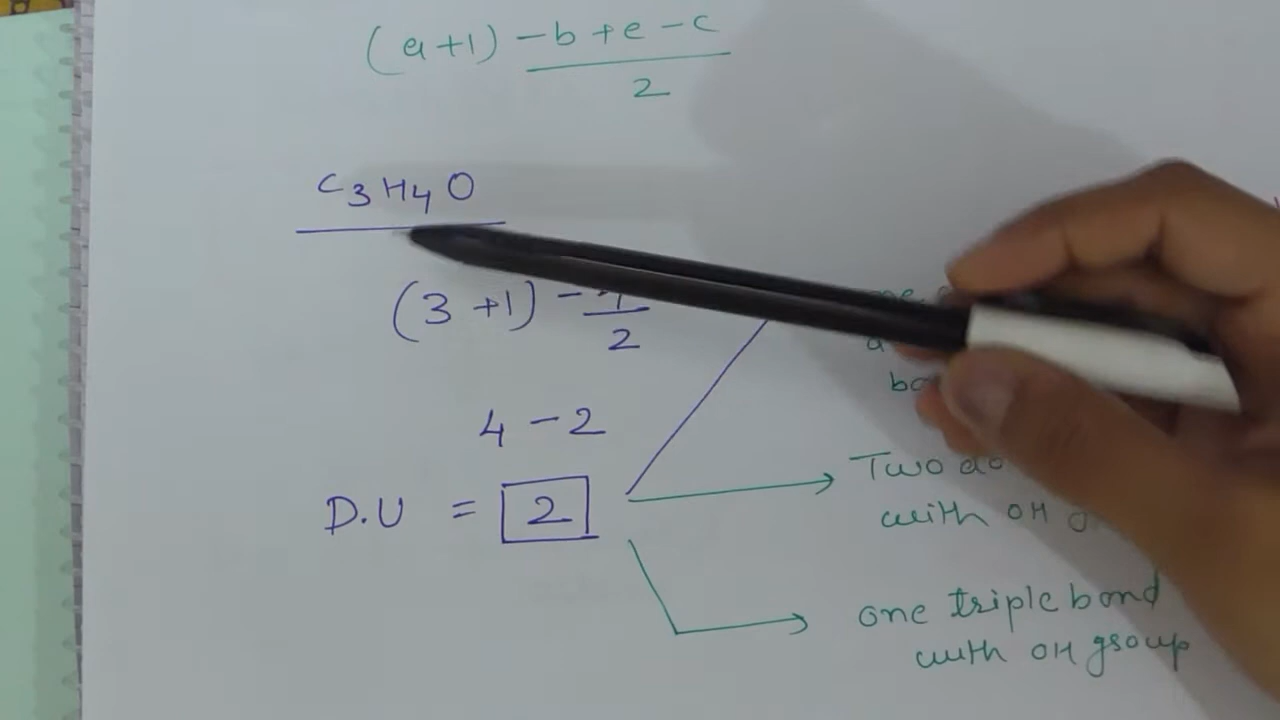 (a+1) -b+e-c
2
C3H4O
(3+1) -
2
4-2
D.U = 2
Two
with OH
one triple bond
with OH group